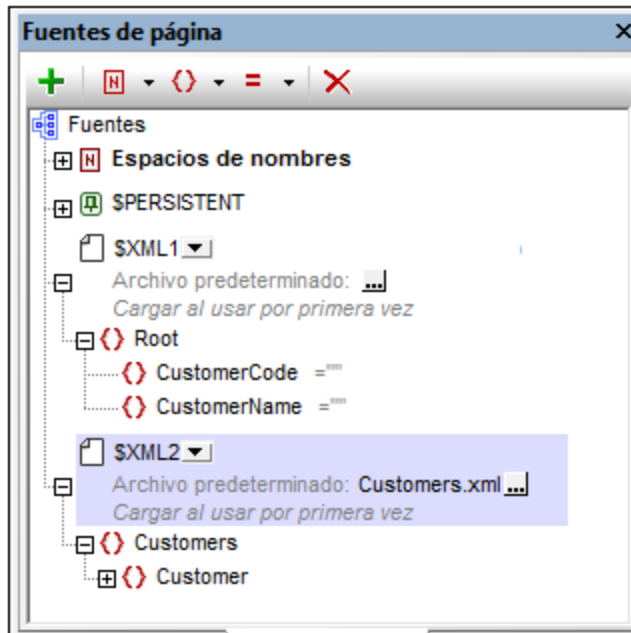 Fuentes de página
Fuentes
Espacios de nombres
$PERSISTENT
$XML1
Archivo predeterminado: ...
Cargar al usar por primera vez
Root
CustomerCode =""
CustomerName =""
$XML2
Archivo predeterminado: Customers.xml ...
Cargar al usar por primera vez
Customers
Customer